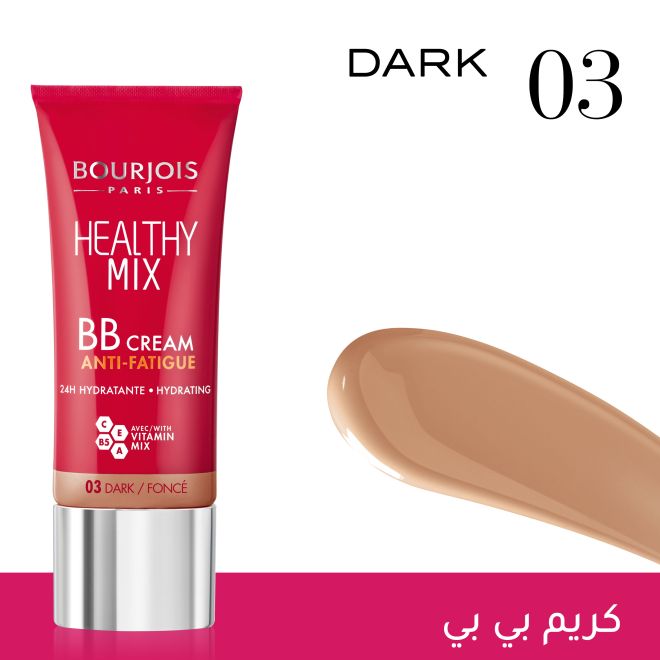 DARK 03
BOURJOIS
PARIS
HEALTHY
MIX
BB CREAM
ANTI-FATIGUE
24H HYDRATANTE • HYDRATING
C E
B5 A
AVEC/WITH
VITAMIN
MIX
03 DARK / FONCÉ
كريم بي بي